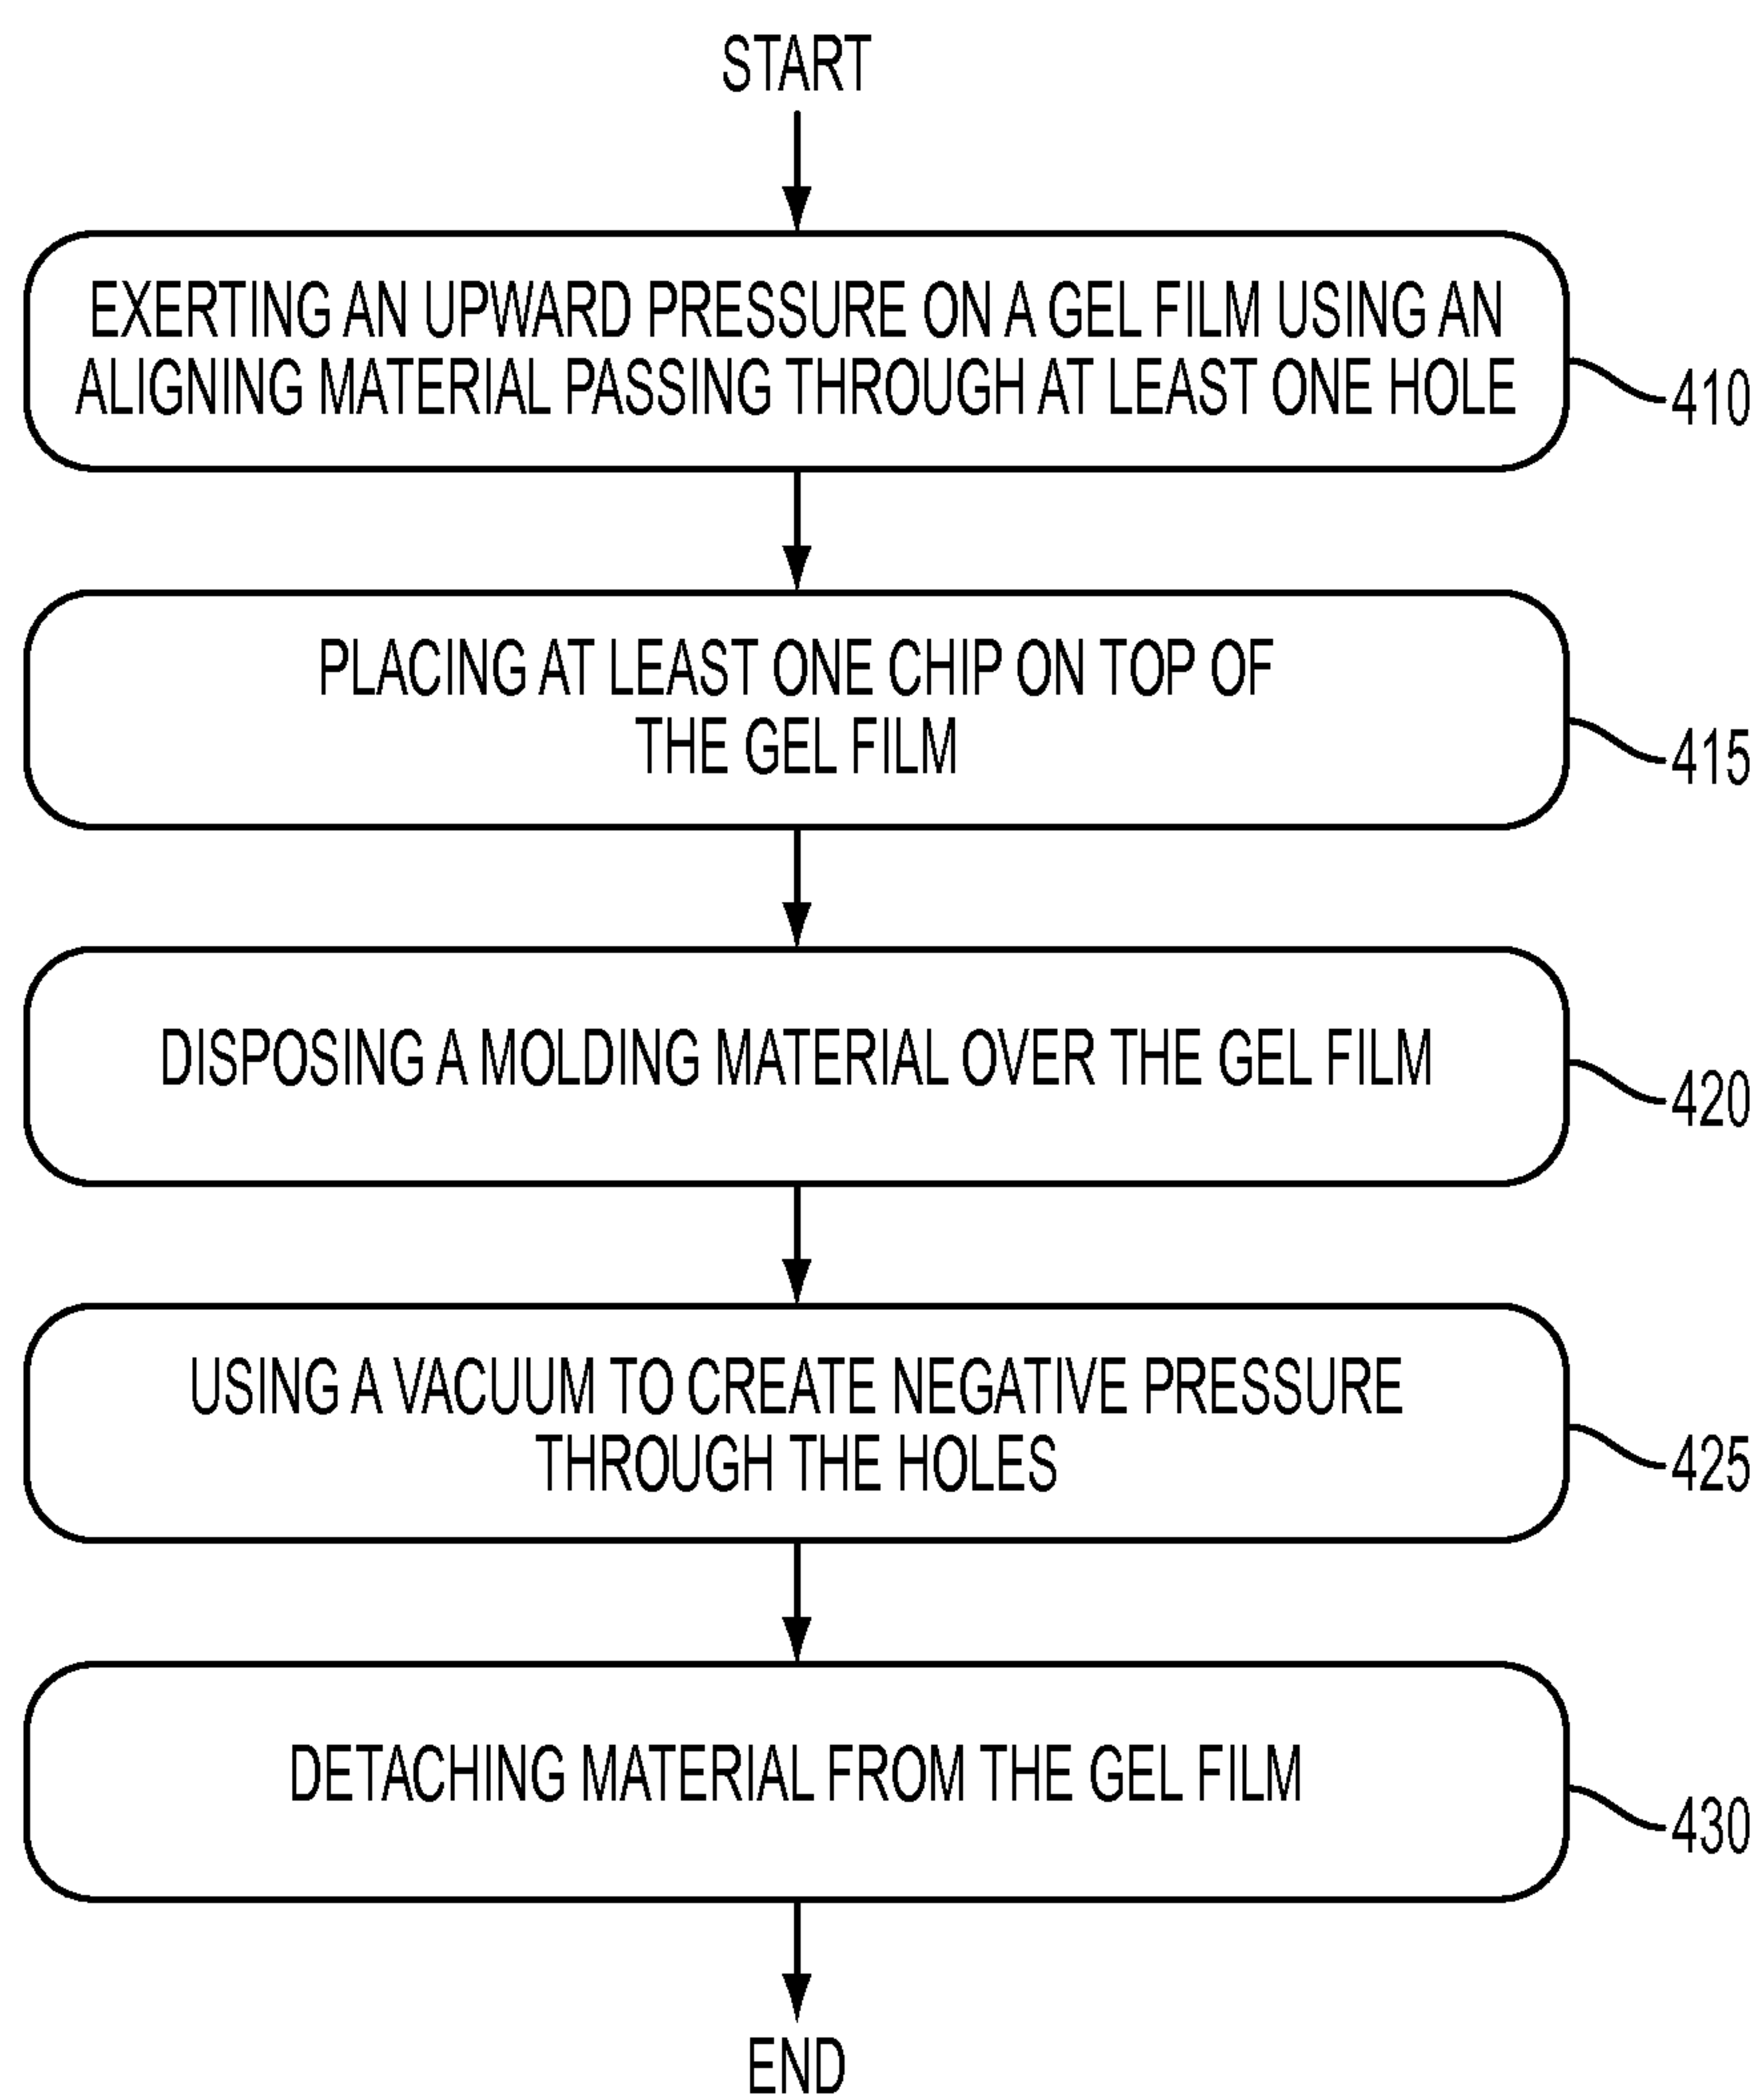 START
EXERTING AN UPWARD PRESSURE ON A GEL FILM USING AN
ALIGNING MATERIAL PASSING THROUGH AT LEAST ONE HOLE
410
PLACING AT LEAST ONE CHIP ON TOP OF
THE GEL FILM
415
DISPOSING A MOLDING MATERIAL OVER THE GEL FILM
420
USING A VACUUM TO CREATE NEGATIVE PRESSURE
THROUGH THE HOLES
425
DETACHING MATERIAL FROM THE GEL FILM
430
END